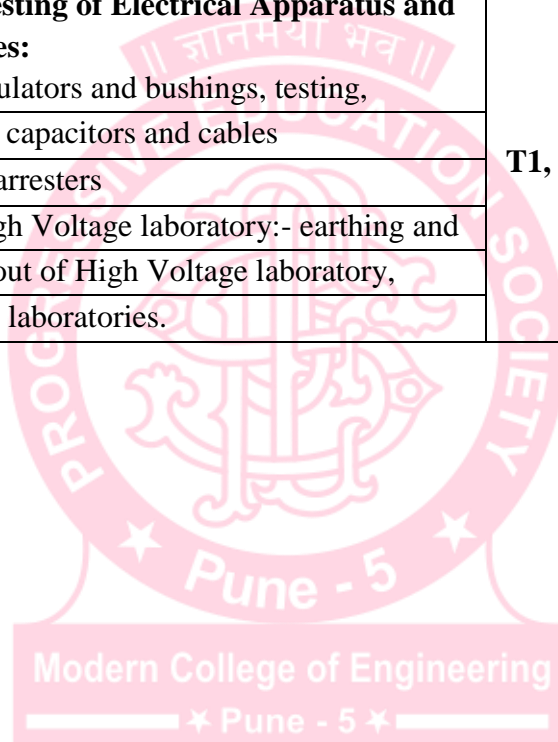 esting of Electrical Apparatus and
es:
ulators and bushings, testing,
capacitors and cables
arresters
gh Voltage laboratory:- earthing and
out of High Voltage laboratory,
laboratories.
T1,
॥ ज्ञानमयो भव ॥
PROGRESSIVE EDUCATION SOCIETY
★ Pune - 5 ★
Modern College of Engineering
★ Pune - 5 ★